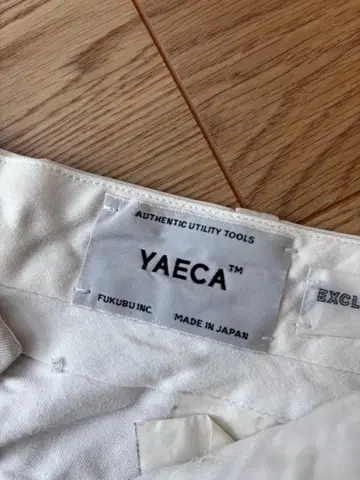 AUTHENTIC UTILITY TOOLS
YAECA™
FUKUBU INC. MADE IN JAPAN
EXCL